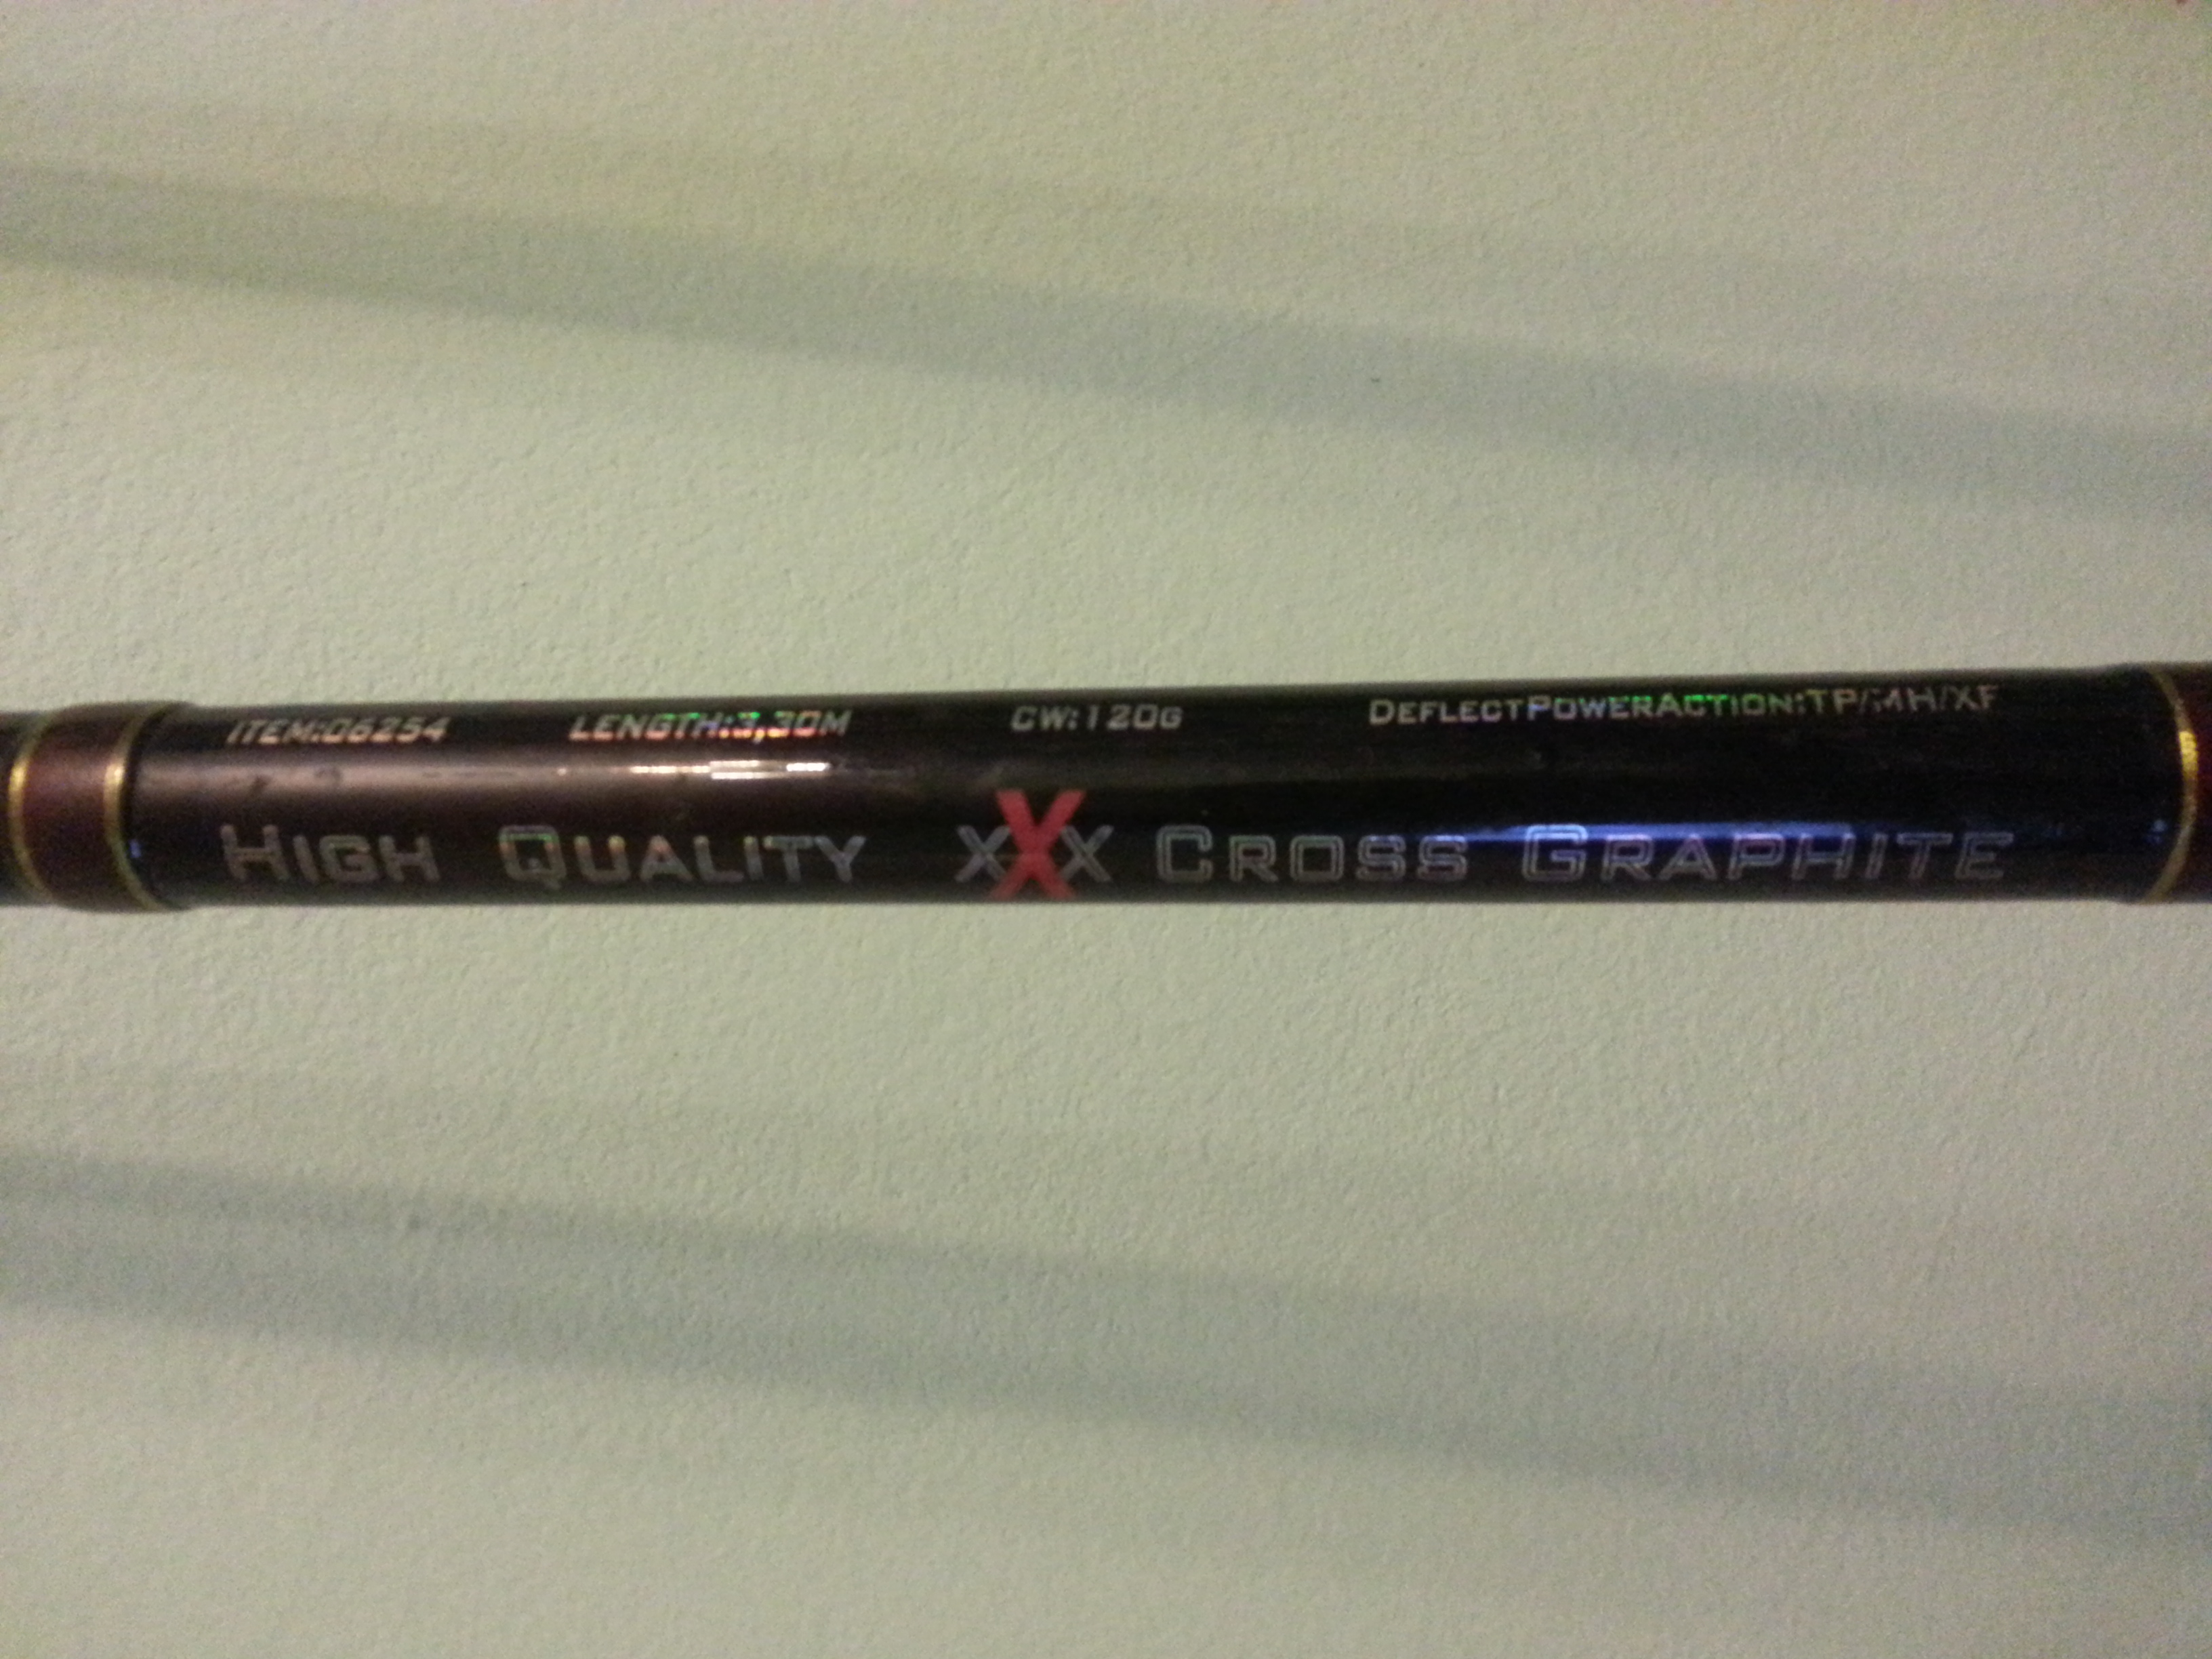 ITEM:06254 LENGTH:3,30M CW:120G DEFLECTPOWERACTION:TP/MH/XF
HIGH QUALITY XXX CROSS GRAPHITE